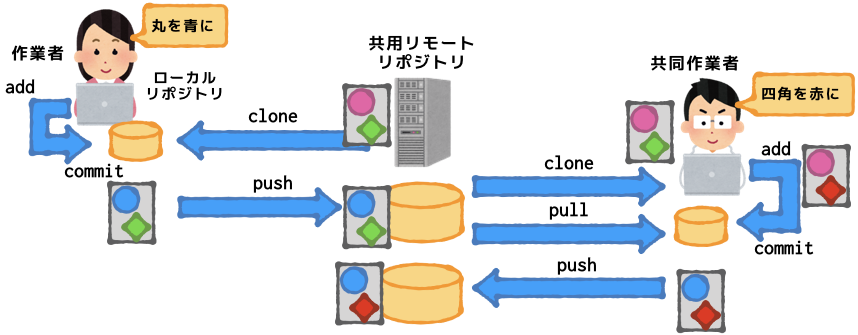 丸を青に
作業者
add
ローカル
リポジトリ
commit
clone
共用リモート
リポジトリ
共同作業者
四角を赤に
push
clone
pull
add
commit
push